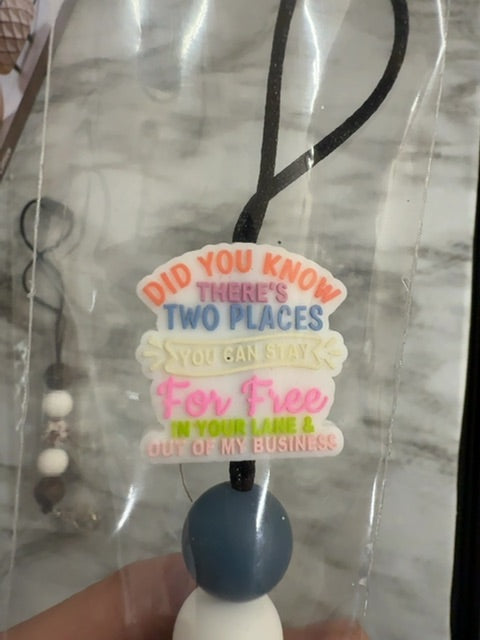 DID YOU KNOW
THERE'S
TWO PLACES
YOU CAN STAY
For Free
IN YOUR LANE &
OUT OF MY BUSINESS